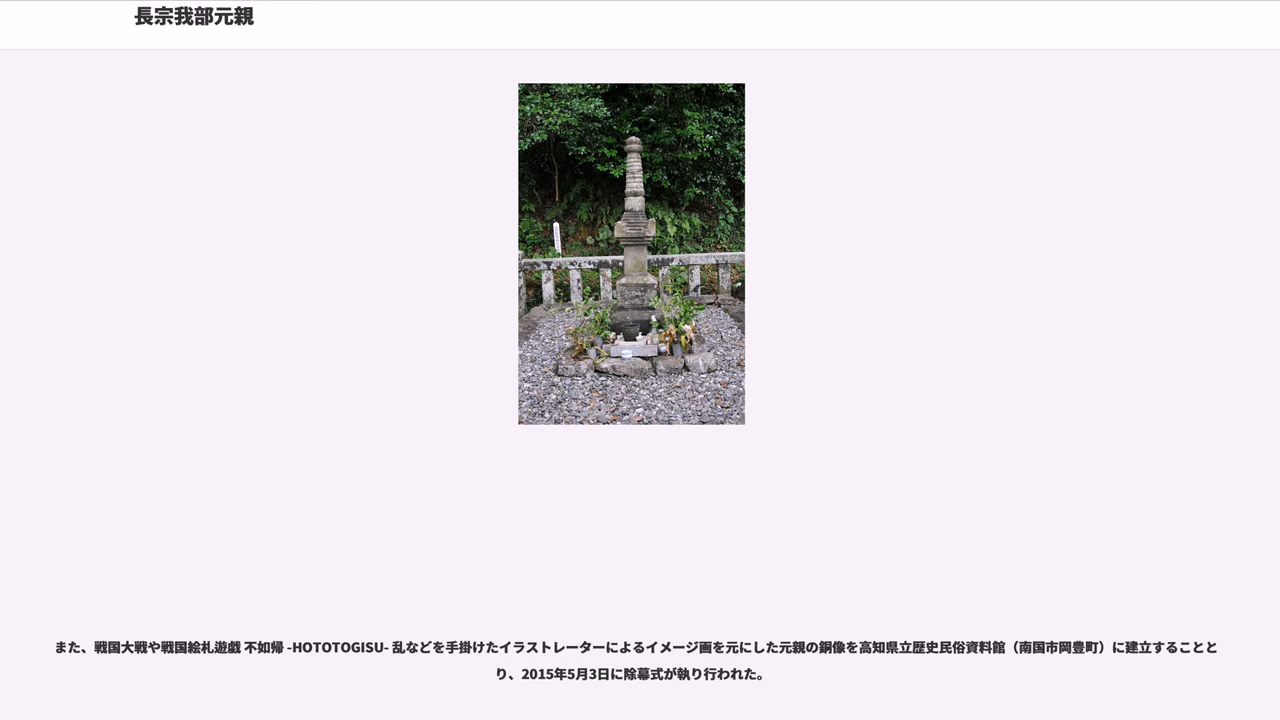 長宗我部元親
また、戦国大戦や戦国絵札遊戯 不如帰 -HOTOTOGISU- 乱などを手掛けたイラストレーターによるイメージ画を元にした元親の銅像を高知県立歴史民俗資料館（南国市岡豊町）に建立することと
り、2015年5月3日に除幕式が執り行われた。